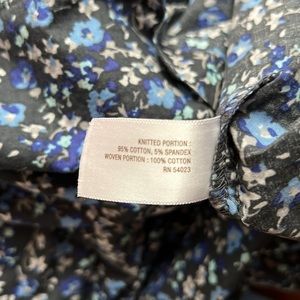 KNITTED PORTION :
95% COTTON, 5% SPANDEX
WOVEN PORTION : 100% COTTON
RN 54023